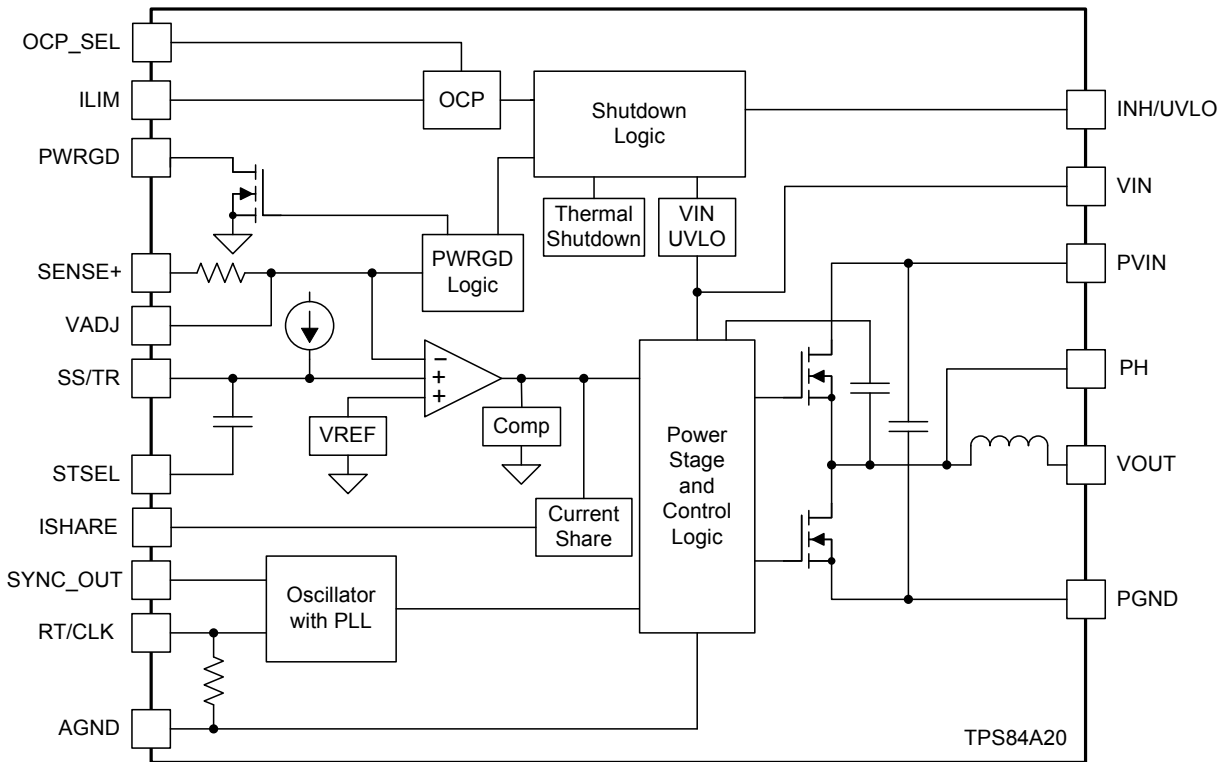 OCP_SEL
ILIM
PWRGD
SENSE+
VADJ
SS/TR
STSEL
ISHARE
SYNC_OUT
RT/CLK
AGND
OCP
Shutdown
Logic
Thermal
Shutdown
VIN
UVLO
PWRGD
Logic
−
+
+
VREF
Comp
Current
Share
Oscillator
with PLL
Power
Stage
and
Control
Logic
INH/UVLO
VIN
PVIN
PH
VOUT
PGND
TPS84A20